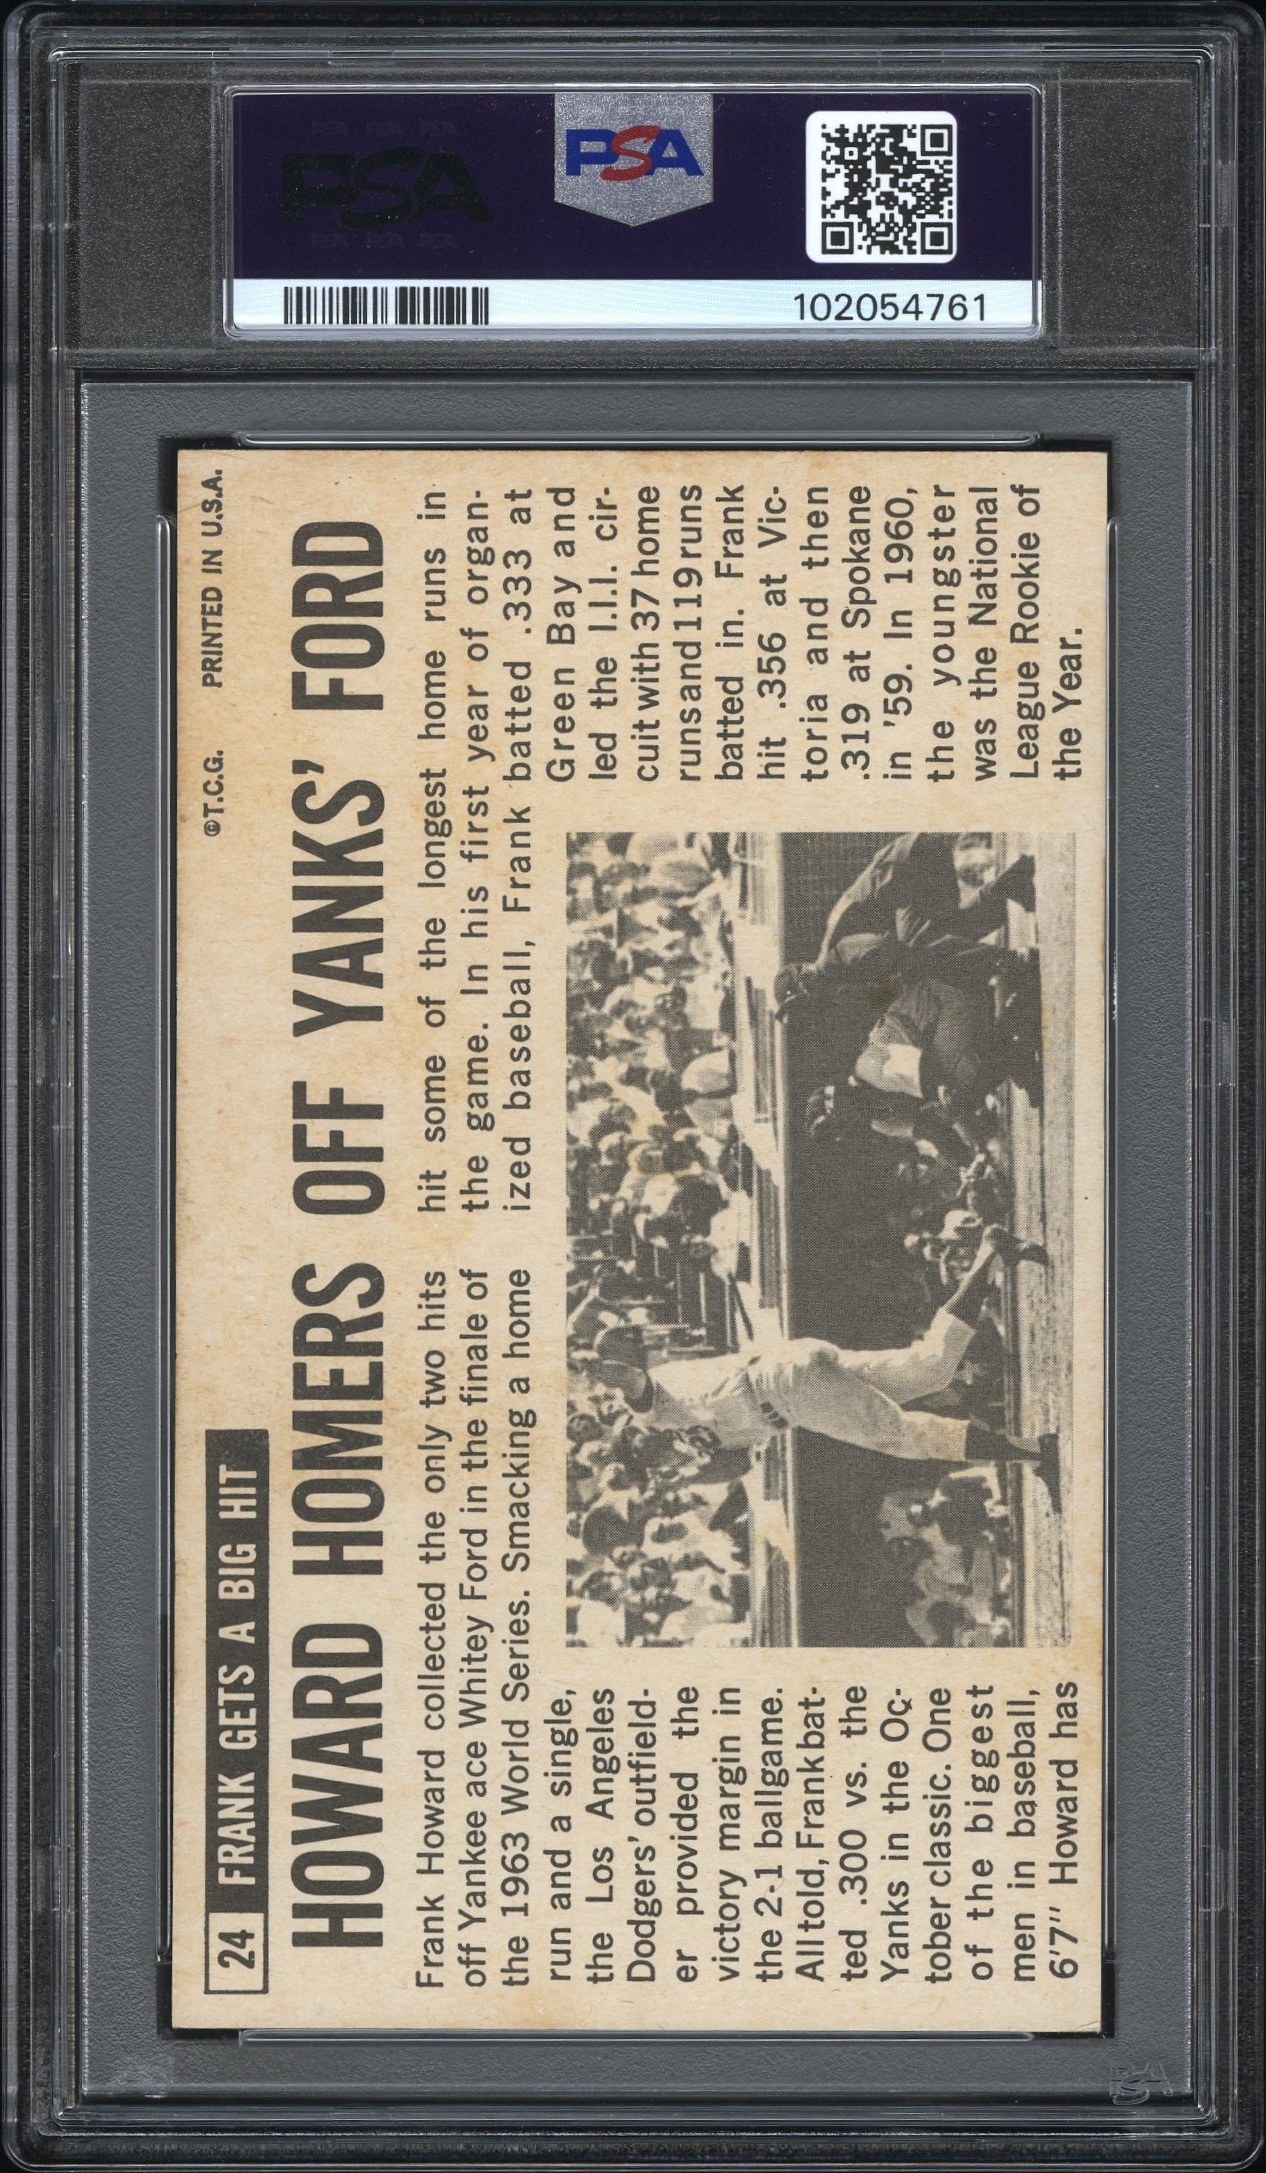 PSA
PSA
102054761
©T.C.G. PRINTED IN U.S.A.
24 FRANK GETS A BIG HIT
HOWARD HOMERS OFF YANKS' FORD
Frank Howard collected the only two hits
off Yankee ace Whitey Ford in the finale of
the 1963 World Series. Smacking a home
run and a single,
the Los Angeles
Dodgers' outfield-
er provided the
victory margin in
the 2-1 ballgame.
All told, Frank bat-
ted .300 vs. the
Yanks in the Oc-
tober classic. One
of the biggest
men in baseball,
6'7" Howard has
hit some of the longest home runs in
the game. In his first year of organ-
ized baseball, Frank batted .333 at
Green Bay and
led the I.I.I. cir-
cuit with 37 home
runs and 119 runs
batted in. Frank
hit .356 at Vic-
toria and then
.319 at Spokane
in '59. In 1960,
the youngster
was the National
League Rookie of
the Year.
PSA